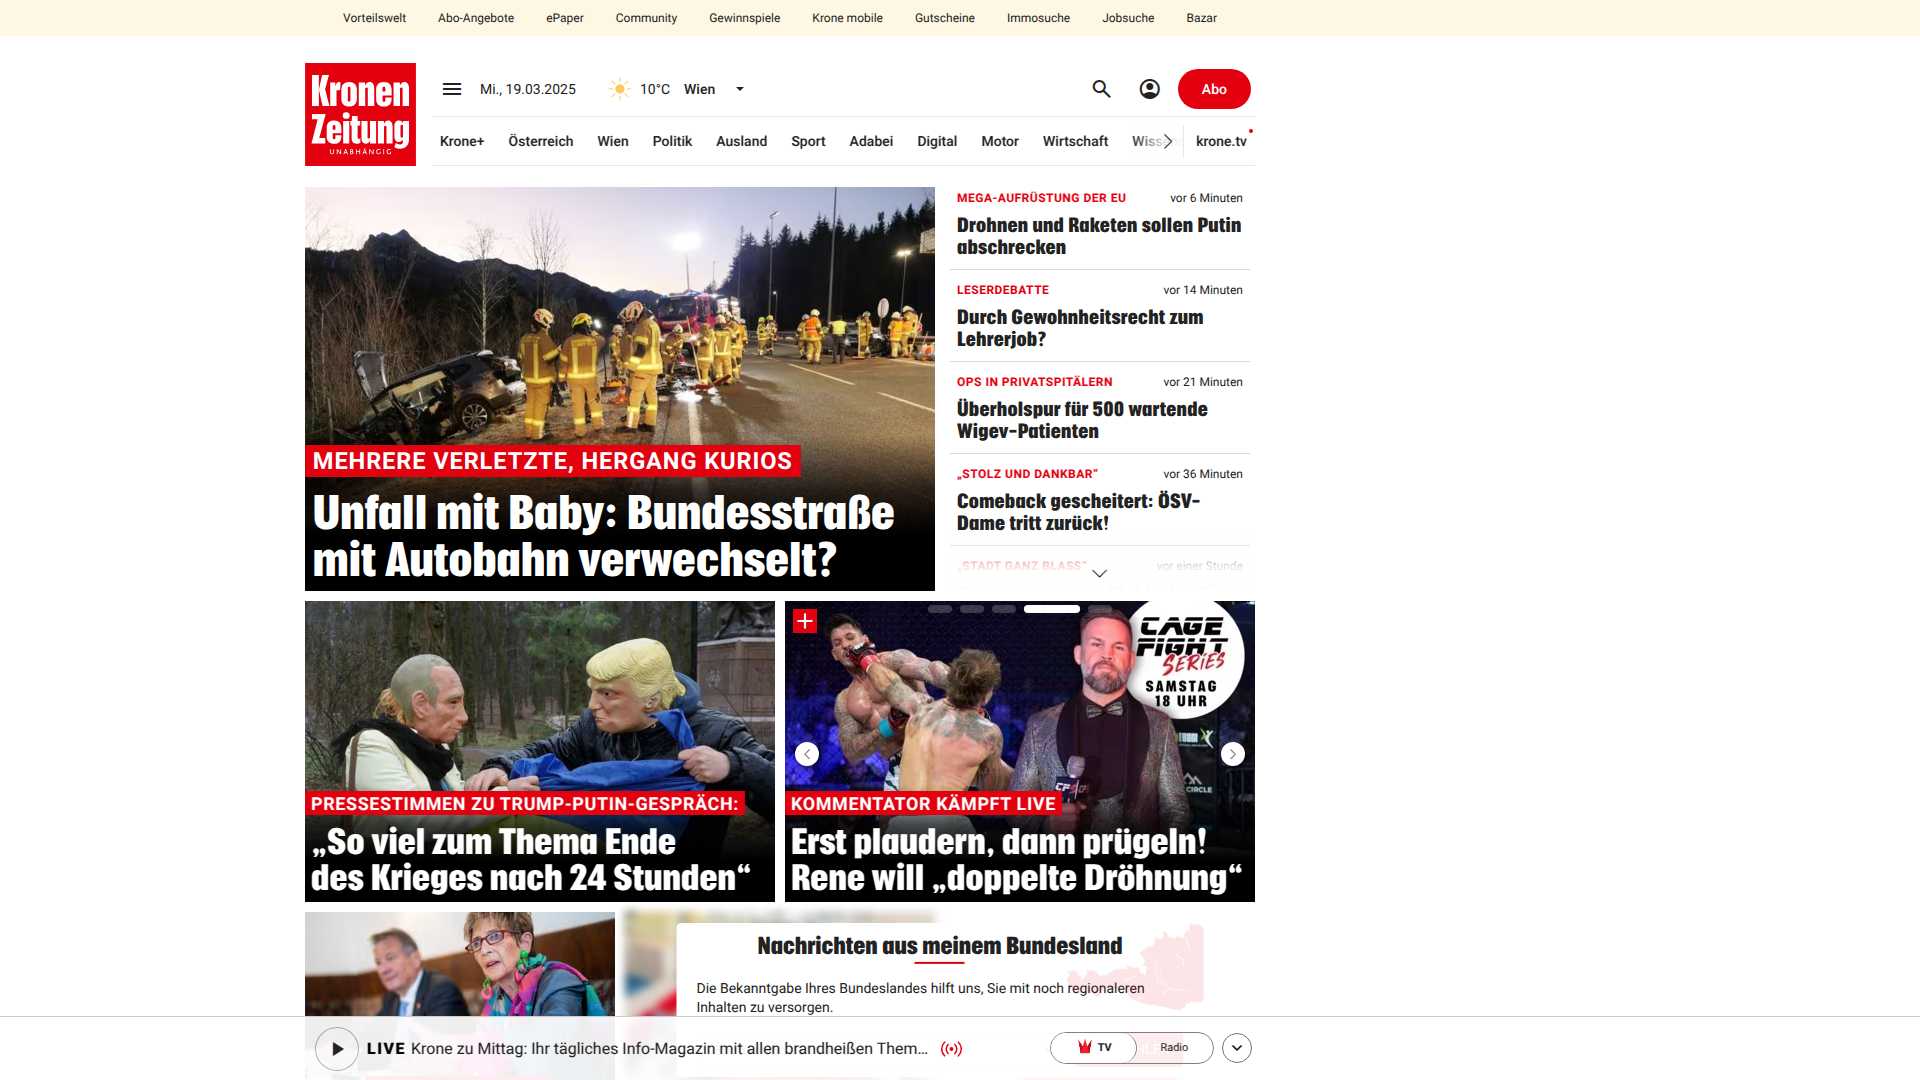 Vorteilswelt Abo-Angebote ePaper Community Gewinnspiele Krone mobile Gutscheine Immosuche Jobsuche Bazar
Kronen
Zeitung
UNABHÄNGIG
Mi., 19.03.2025 10°C Wien
Abo
Krone+ Österreich Wien Politik Ausland Sport Adabei Digital Motor Wirtschaft krone.tv
MEHRERE VERLETZTE, HERGANG KURIOS
Unfall mit Baby: Bundesstraße
mit Autobahn verwechselt?
MEGA-AUFRÜSTUNG DER EU vor 6 Minuten
Drohnen und Raketen sollen Putin
abschrecken
LESERDEBATTE vor 14 Minuten
Durch Gewohnheitsrecht zum
Lehrerjob?
OPS IN PRIVATSPITÄLERN vor 21 Minuten
Überholspur für 500 wartende
Wigev-Patienten
„STOLZ UND DANKBAR“ vor 36 Minuten
Comeback gescheitert: ÖSV-
Dame tritt zurück!
„STADT GANZ BLASS“ vor einer Stunde
PRESSESTIMMEN ZU TRUMP-PUTIN-GESPRÄCH:
„So viel zum Thema Ende
des Krieges nach 24 Stunden“
CAGE
FIGHT
SERIES
SAMSTAG
18 UHR
KOMMENTATOR KÄMPFT LIVE
Erst plaudern, dann prügeln!
Rene will „doppelte Dröhnung“
Nachrichten aus meinem Bundesland
Die Bekanntgabe Ihres Bundeslandes hilft uns, Sie mit noch regionaleren
Inhalten zu versorgen.
LIVE Krone zu Mittag: Ihr tägliches Info-Magazin mit allen brandheißen Them...
TV Radio